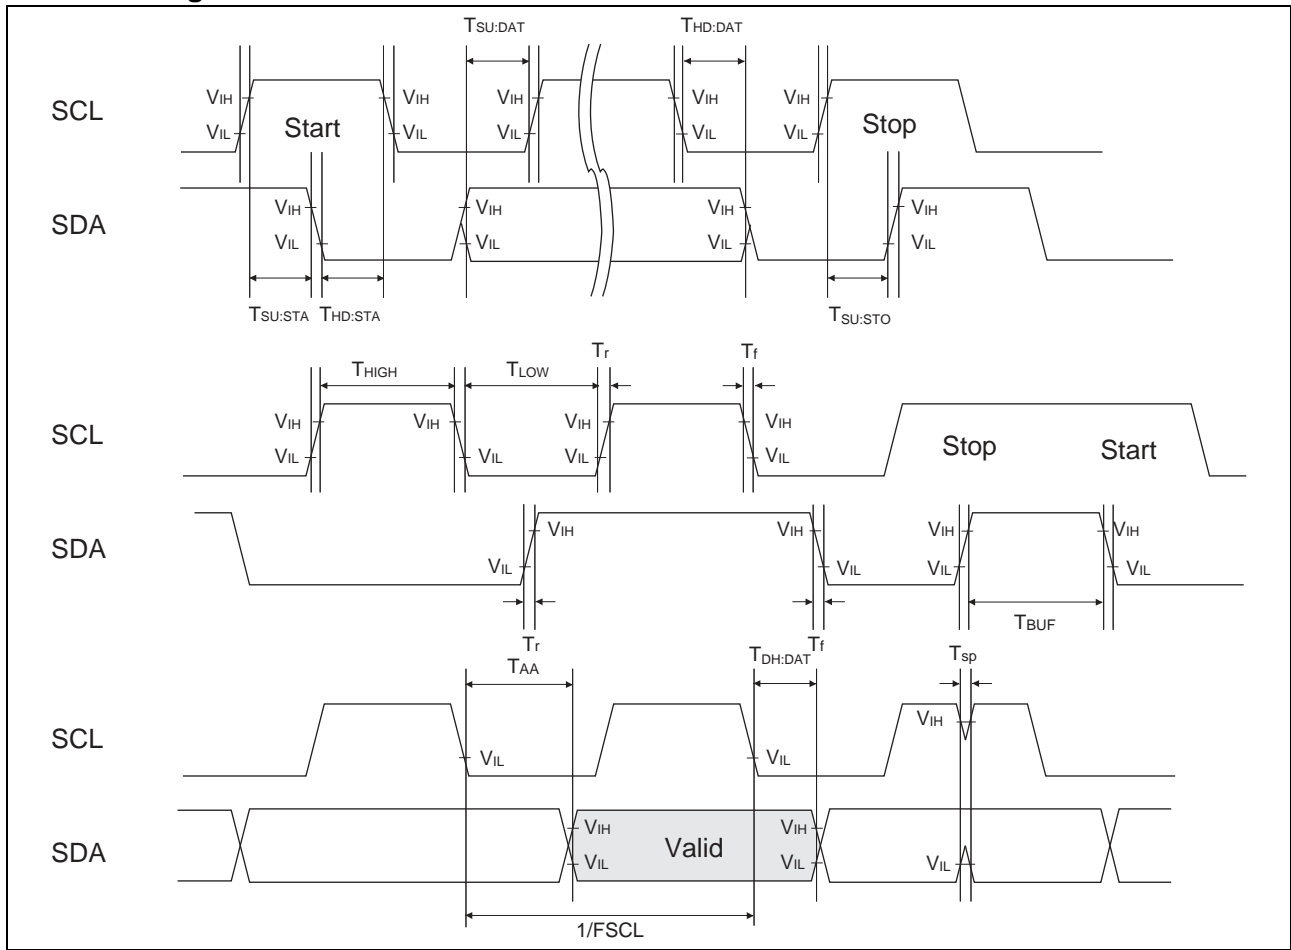 TSU:DAT THD:DAT
SCL VIH VIH VIH VIH VIH
VIL Start VIL VIL VIL VIL Stop
SDA VIH VIH VIH VIH
VIL VIL VIL VIL
TSU:STA THD:STA TSU:STO
THIGH TLOW Tr Tf
SCL VIH VIH VIH VIH
VIL VIL VIL VIL Stop Start
SDA VIH VIH VIH VIH
VIL VIL VIL VIL
Tr Tf TBUF
TAA TDH:DAT Tsp
SCL VIH
VIL VIL
SDA VIH Valid VIH
VIL VIL VIL
1/FSCL